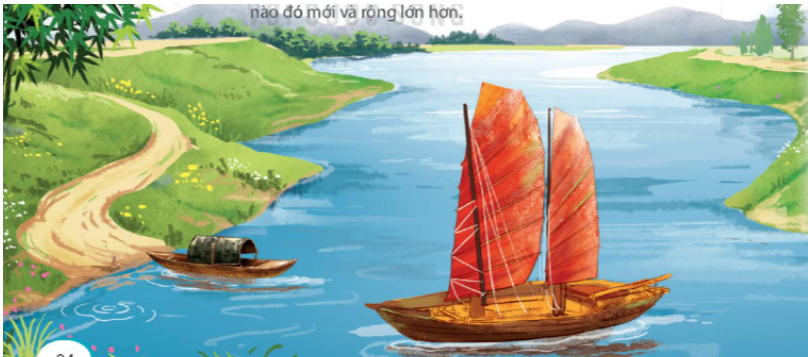 nào đó mới và rộng lớn hơn.